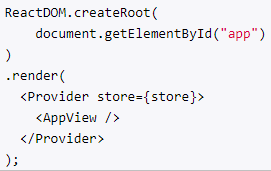 ReactDOM.createRoot(
    document.getElementById("app")
)
.render(
  <Provider store={store}>
    <AppView />
  </Provider>
);